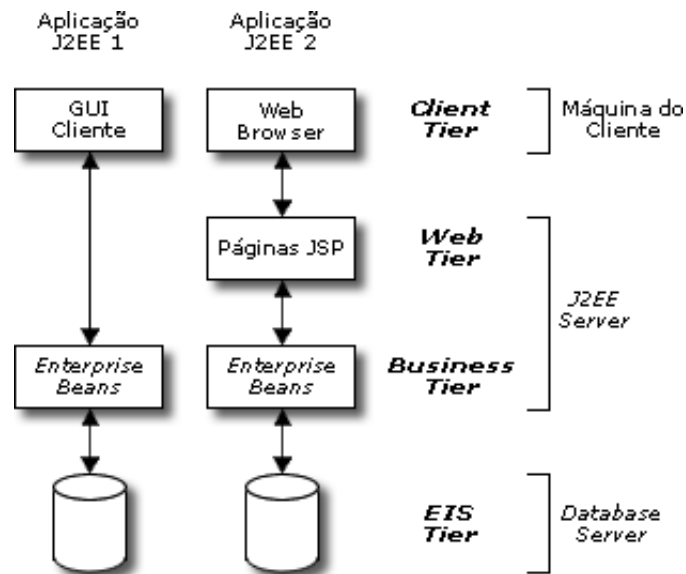 Aplicação
J2EE 1
Aplicação
J2EE 2
GUI
Cliente
Web
Browser
Client
Tier
Máquina do
Cliente
Páginas JSP
Web
Tier
J2EE
Server
Enterprise
Beans
Enterprise
Beans
Business
Tier
EIS
Tier
Database
Server